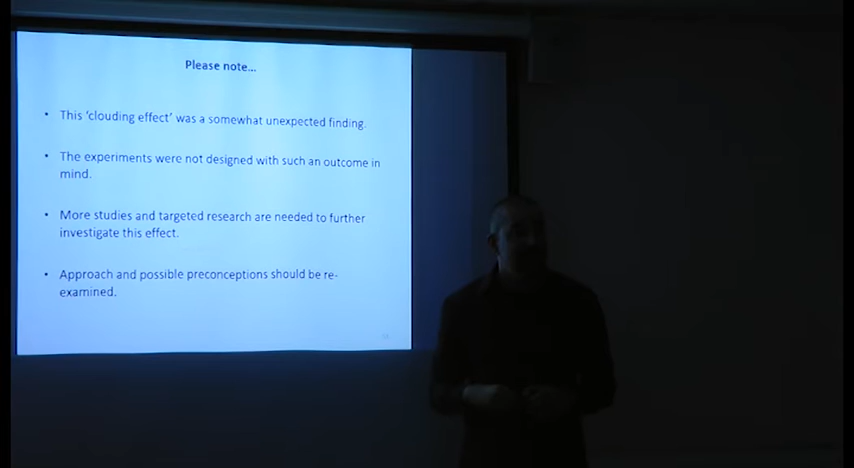 Please note...
• This ‘clouding effect’ was a somewhat unexpected finding.
• The experiments were not designed with such an outcome in
mind.
• More studies and targeted research are needed to further
investigate this effect.
• Approach and possible preconceptions should be re-
examined.